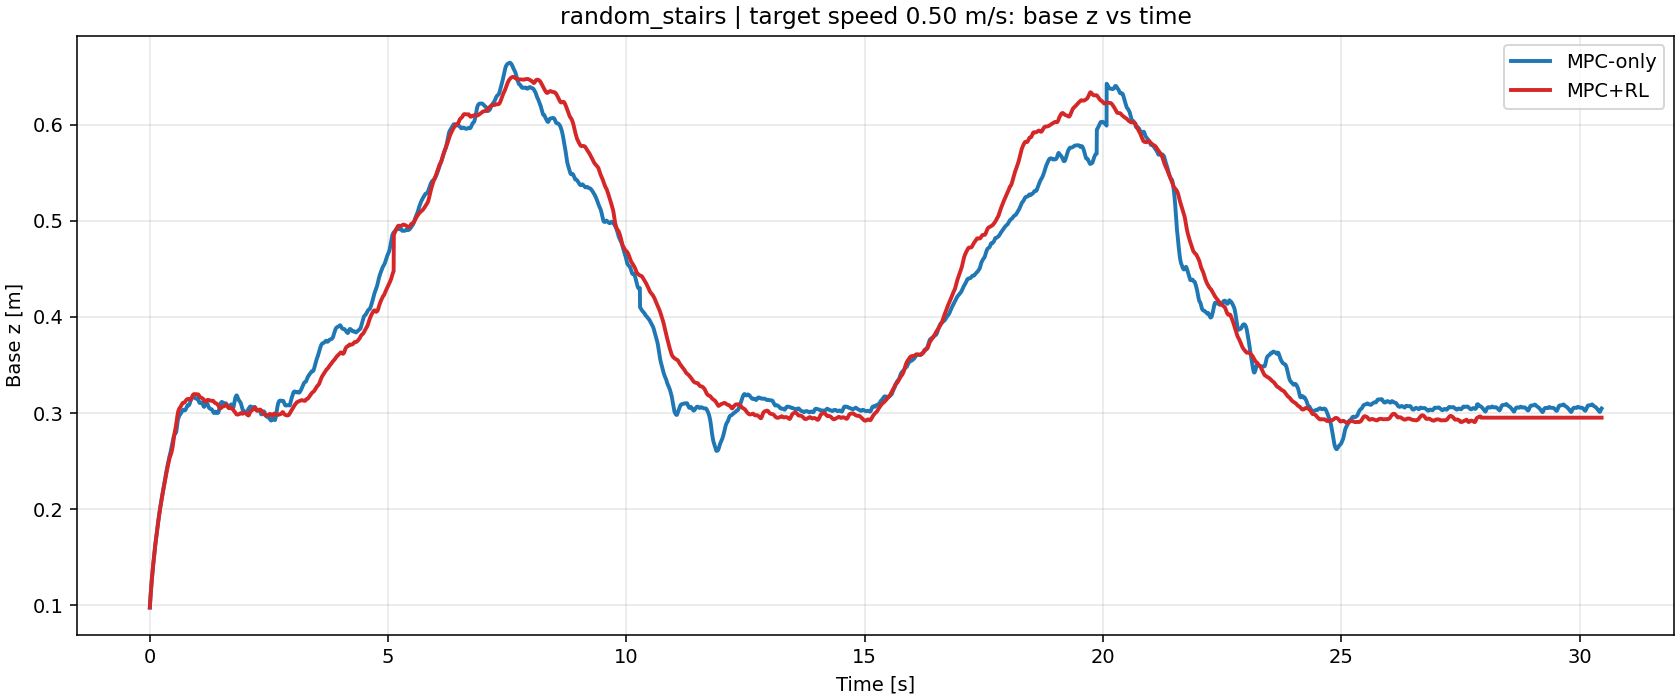 random_stairs | target speed 0.50 m/s: base z vs time
MPC-only
MPC+RL
Base z [m]
0.6
0.5
0.4
0.3
0.2
0.1
0 5 10 15 20 25 30
Time [s]